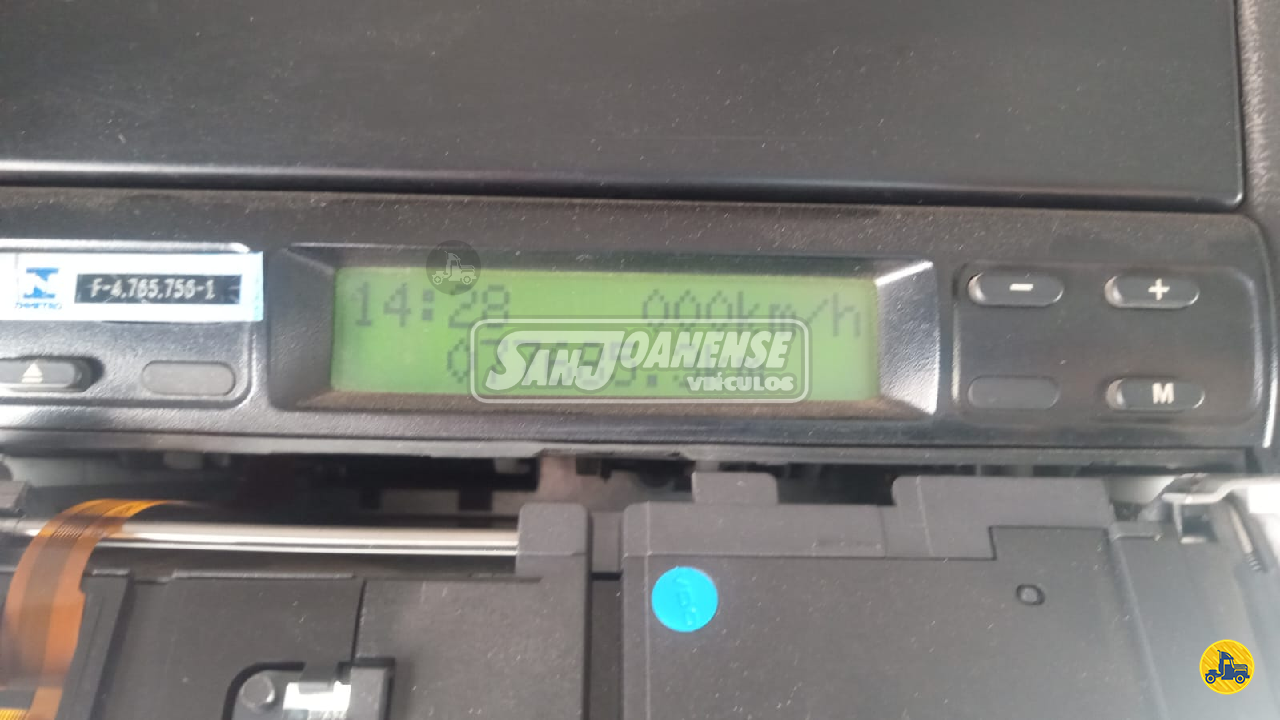 F-4.765.756-1
14:28 000km/h
SANJOANENSE
VEÍCULOS
M